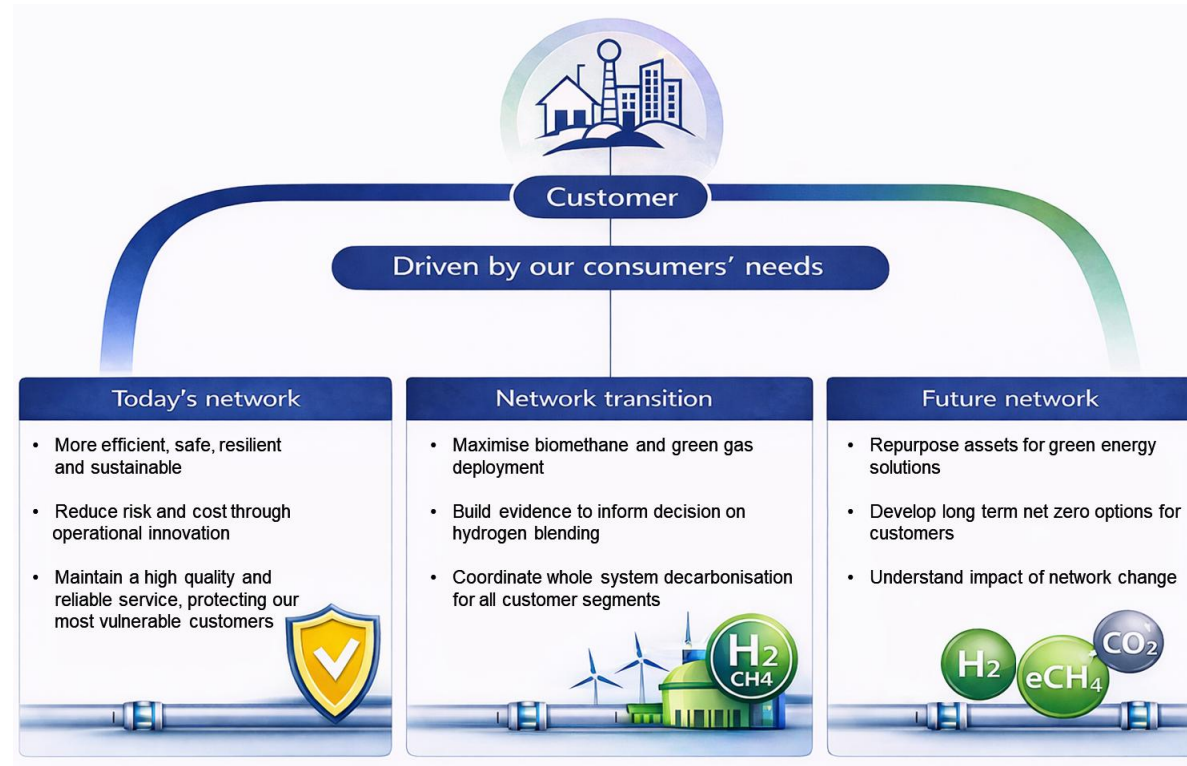 Customer
Driven by our consumers' needs
Today's network
• More efficient, safe, resilient
and sustainable
• Reduce risk and cost through
operational innovation
• Maintain a high quality and
reliable service, protecting our
most vulnerable customers
Network transition
• Maximise biomethane and green gas
deployment
• Build evidence to inform decision on
hydrogen blending
• Coordinate whole system decarbonisation
for all customer segments
H2
CH4
Future network
• Repurpose assets for green energy
solutions
• Develop long term net zero options for
customers
• Understand impact of network change
H₂
eCH₄
CO₂